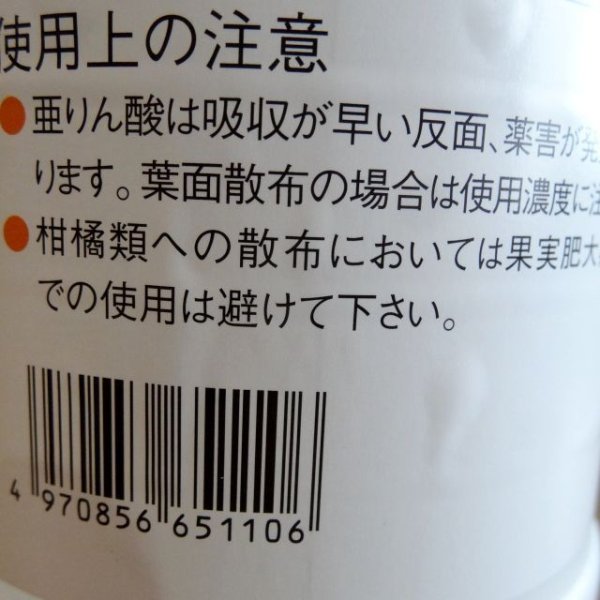 使用上の注意
●亜りん酸は吸収が早い反面、薬害が発
ります。葉面散布の場合は使用濃度に注
●柑橘類への散布においては果実肥大
での使用は避けて下さい。
4 970856 651106